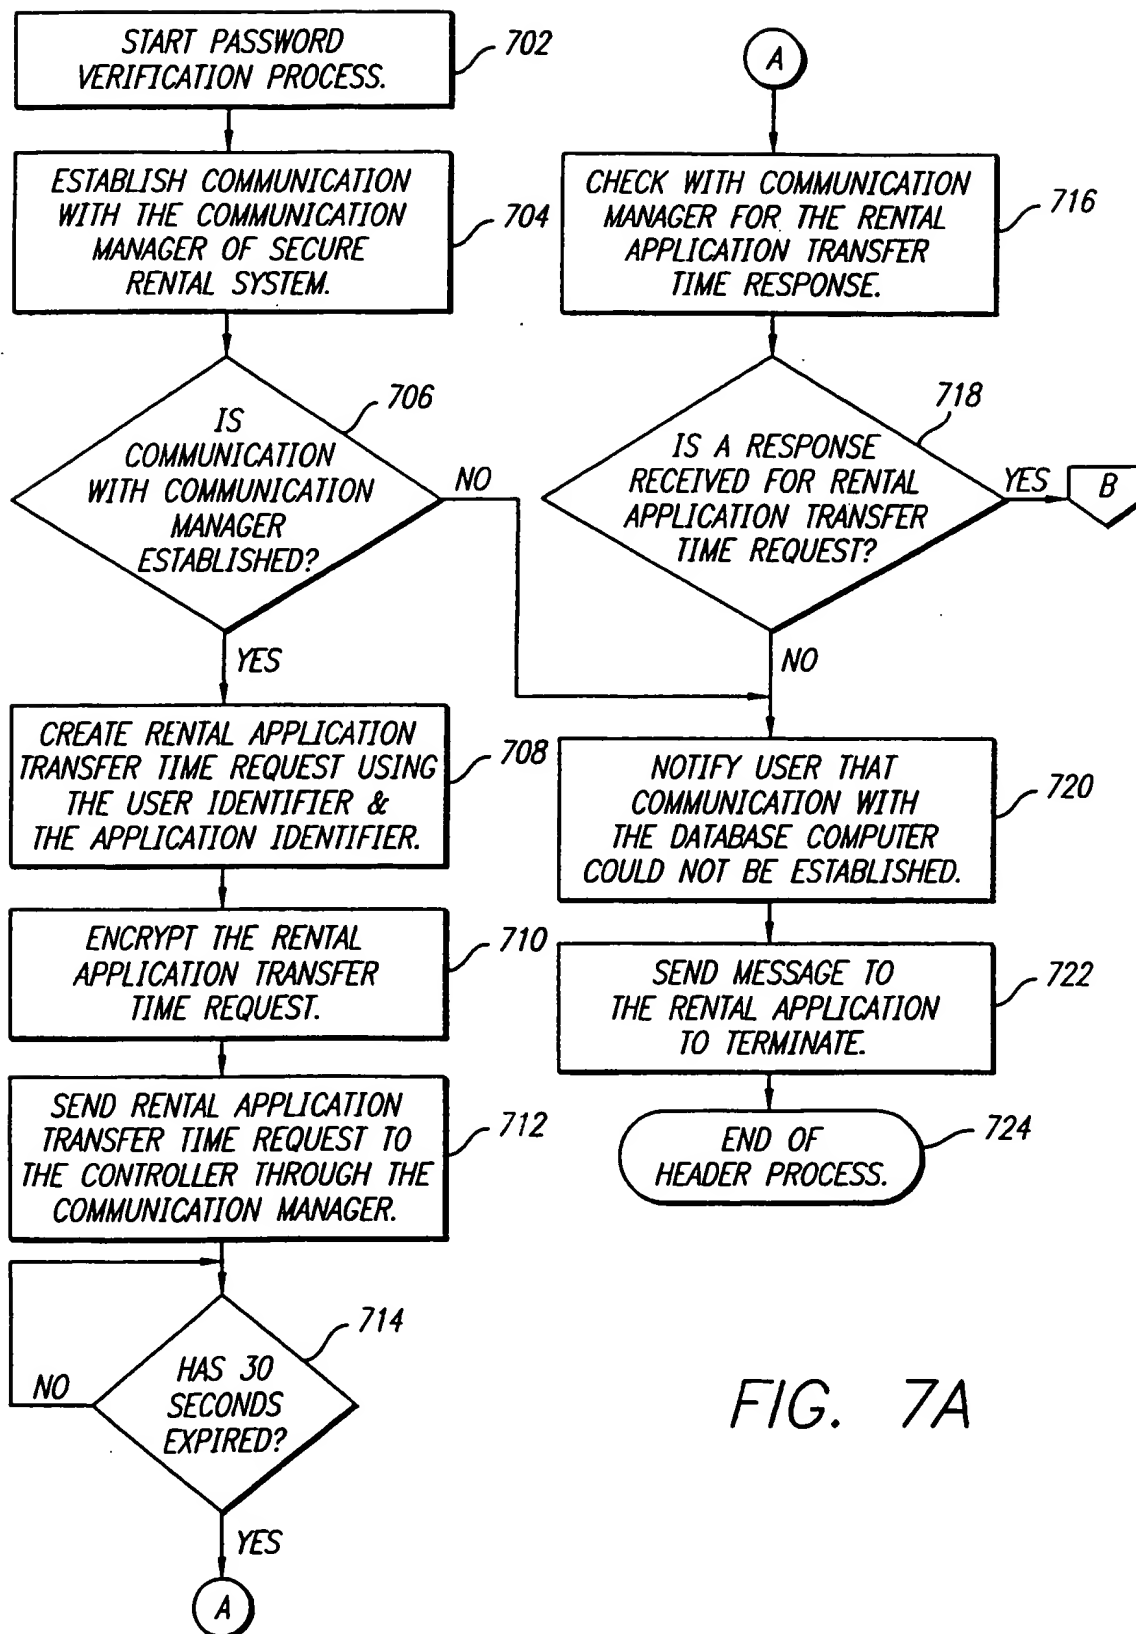 START PASSWORD
VERIFICATION PROCESS.
702
ESTABLISH COMMUNICATION
WITH THE COMMUNICATION
MANAGER OF SECURE
RENTAL SYSTEM.
704
IS
COMMUNICATION
WITH COMMUNICATION
MANAGER
ESTABLISHED?
706
NO
YES
CREATE RENTAL APPLICATION
TRANSFER TIME REQUEST USING
THE USER IDENTIFIER &
THE APPLICATION IDENTIFIER.
708
ENCRYPT THE RENTAL
APPLICATION TRANSFER
TIME REQUEST.
710
SEND RENTAL APPLICATION
TRANSFER TIME REQUEST TO
THE CONTROLLER THROUGH THE
COMMUNICATION MANAGER.
712
HAS 30
SECONDS
EXPIRED?
714
NO
YES
A
A
CHECK WITH COMMUNICATION
MANAGER FOR THE RENTAL
APPLICATION TRANSFER
TIME RESPONSE.
716
IS A RESPONSE
RECEIVED FOR RENTAL
APPLICATION TRANSFER
TIME REQUEST?
718
YES
B
NO
NOTIFY USER THAT
COMMUNICATION WITH
THE DATABASE COMPUTER
COULD NOT BE ESTABLISHED.
720
SEND MESSAGE TO
THE RENTAL APPLICATION
TO TERMINATE.
722
END OF
HEADER PROCESS.
724
FIG. 7A